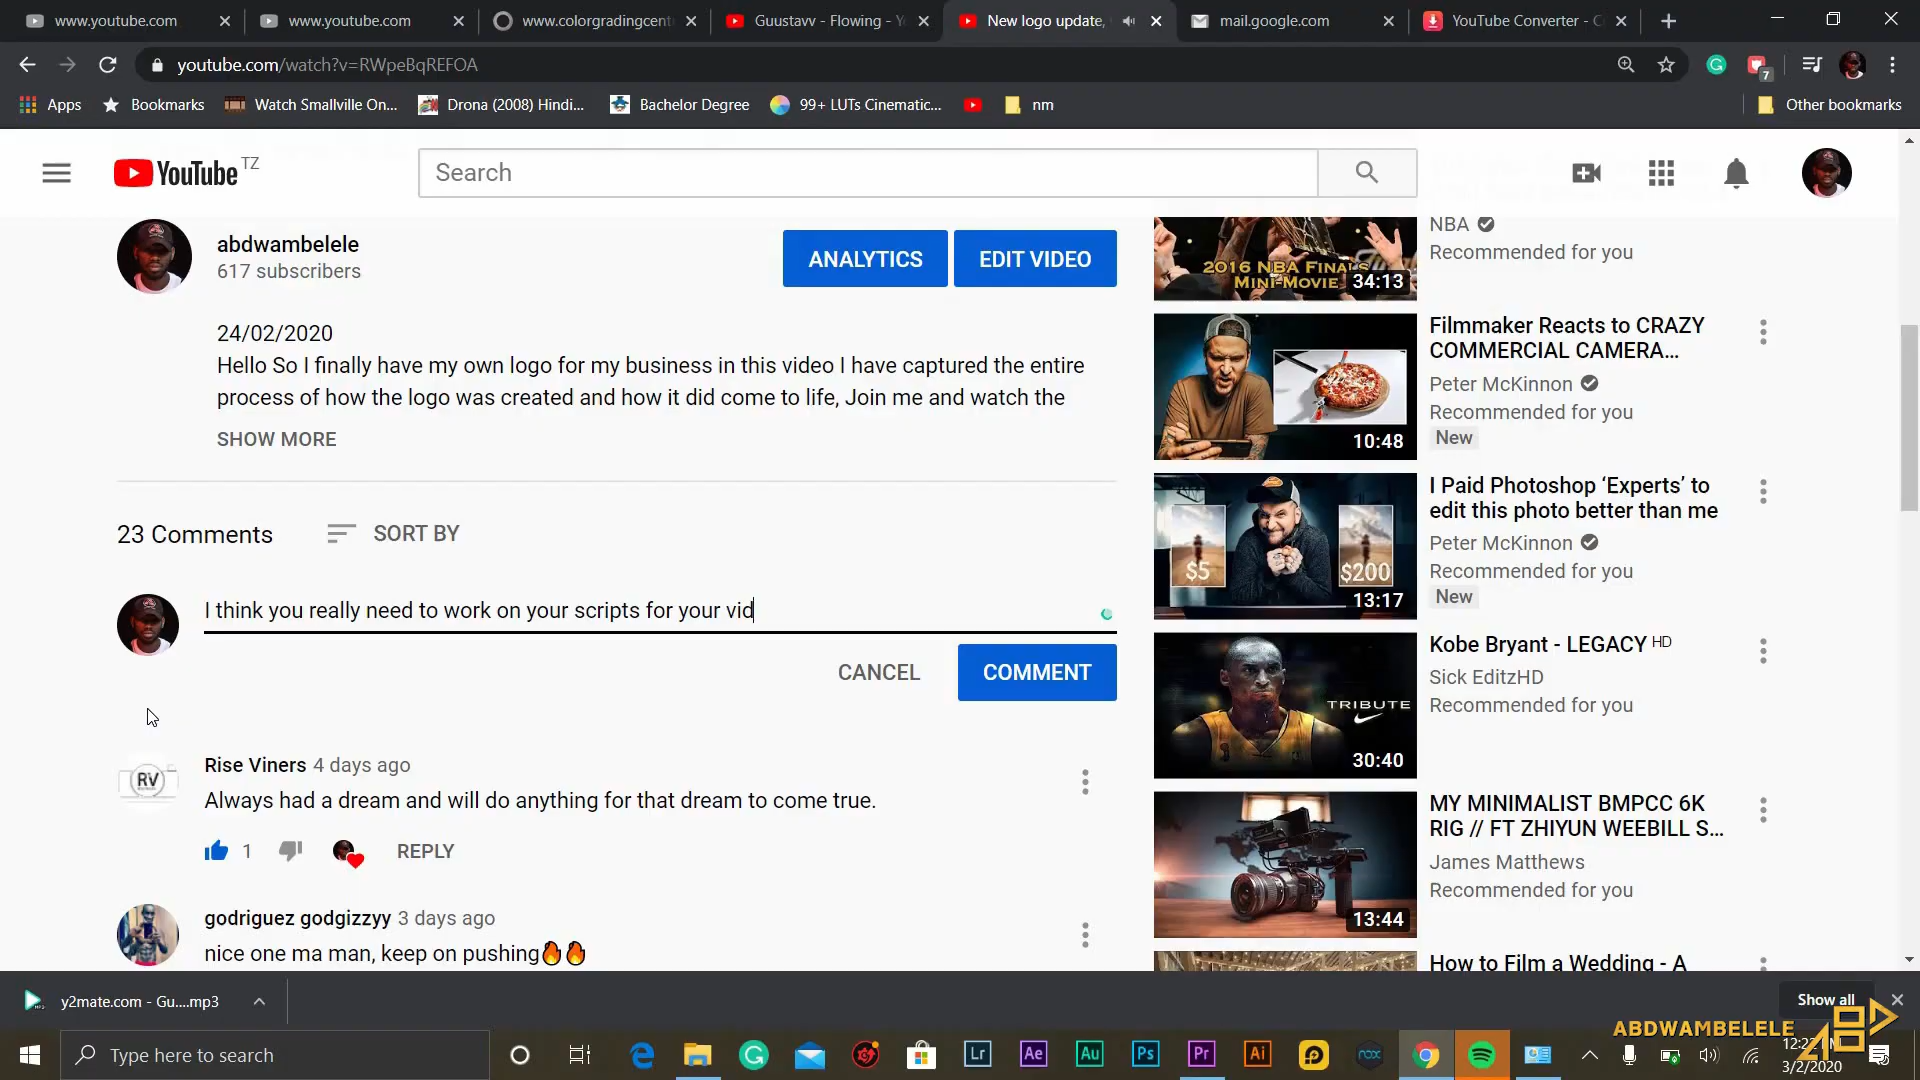 www.youtube.com
www.youtube.com
www.colorgradingcent
Guustavv - Flowing - Y
New logo update,
mail.google.com
YouTube Converter - C
youtube.com/watch?v=RWpeBqREFOA
7
Apps
Bookmarks
Watch Smallville On...
Drona (2008) Hindi...
Bachelor Degree
99+ LUTs Cinematic...
nm
Other bookmarks
YouTube TZ
Search
abdwambelele
617 subscribers
ANALYTICS
EDIT VIDEO
24/02/2020
Hello So I finally have my own logo for my business in this video I have captured the entire
process of how the logo was created and how it did come to life, Join me and watch the
SHOW MORE
23 Comments
SORT BY
I think you really need to work on your scripts for your vid
CANCEL
COMMENT
Rise Viners 4 days ago
RV
Always had a dream and will do anything for that dream to come true.
1
REPLY
godriguez godgizzyy 3 days ago
nice one ma man, keep on pushing🔥🔥
2016 NBA FINALS
MINI-MOVIE
34:13
NBA
Recommended for you
10:48
Filmmaker Reacts to CRAZY
COMMERCIAL CAMERA...
Peter McKinnon
Recommended for you
New
$5
$200
13:17
I Paid Photoshop ‘Experts’ to
edit this photo better than me
Peter McKinnon
Recommended for you
New
TRIBUTE
30:40
Kobe Bryant - LEGACY HD
Sick EditzHD
Recommended for you
13:44
MY MINIMALIST BMPCC 6K
RIG // FT ZHIYUN WEEBILL S...
James Matthews
Recommended for you
How to Film a Wedding - A
y2mate.com - Gu....mp3
Show all
ABDWAMBELELE
Type here to search
Lr
Ae
Au
Ps
Pr
Ai
nox
3/2/2020